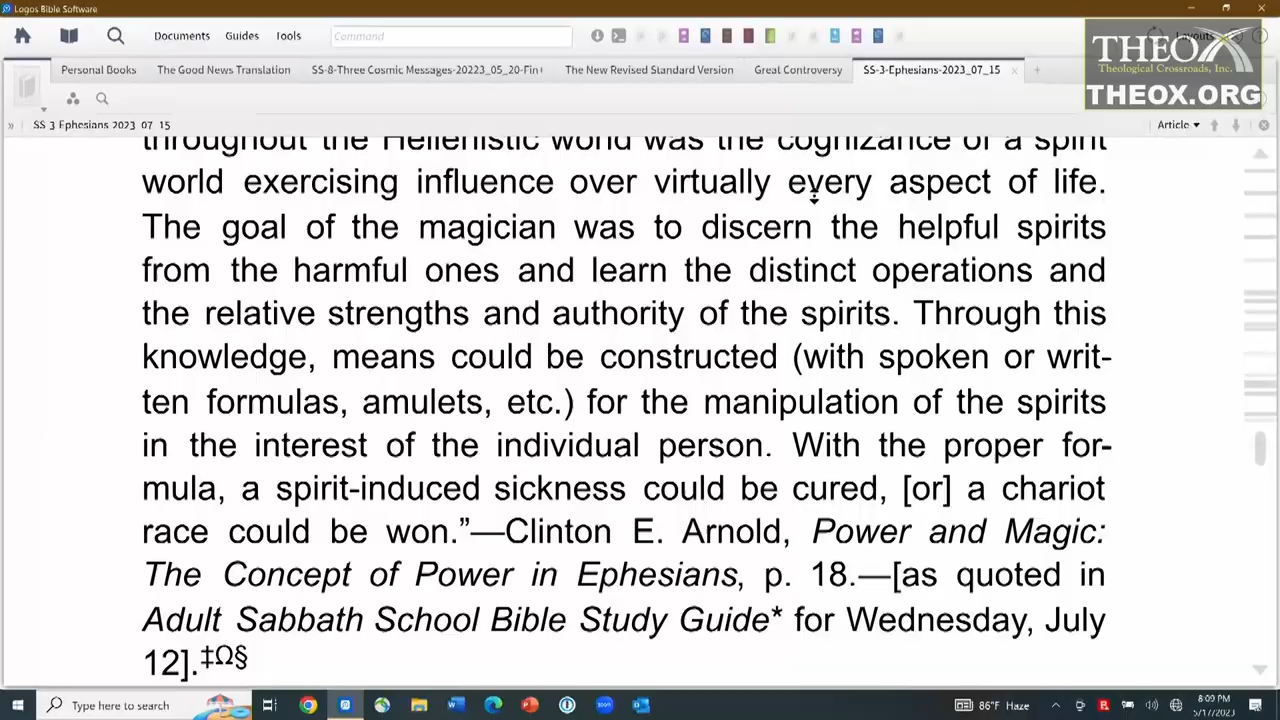 Logos Bible Software
Documents Guides Tools Command Layouts
THEOX
Theological Crossroads, Inc.
THEOX.ORG
Personal Books The Good News Translation SS-8-Three Cosmic Messages-2023_05_20-Fin The New Revised Standard Version Great Controversy SS-3-Ephesians-2023_07_15
SS-3-Ephesians-2023_07_15 Article
throughout the Hellenistic world was the cognizance of a spirit
world exercising influence over virtually every aspect of life.
The goal of the magician was to discern the helpful spirits
from the harmful ones and learn the distinct operations and
the relative strengths and authority of the spirits. Through this
knowledge, means could be constructed (with spoken or writ-
ten formulas, amulets, etc.) for the manipulation of the spirits
in the interest of the individual person. With the proper for-
mula, a spirit-induced sickness could be cured, [or] a chariot
race could be won.”—Clinton E. Arnold, Power and Magic:
The Concept of Power in Ephesians, p. 18.—[as quoted in
Adult Sabbath School Bible Study Guide* for Wednesday, July
12].‡Ω§
Type here to search 86°F Haze 8:09 PM
5/17/2023